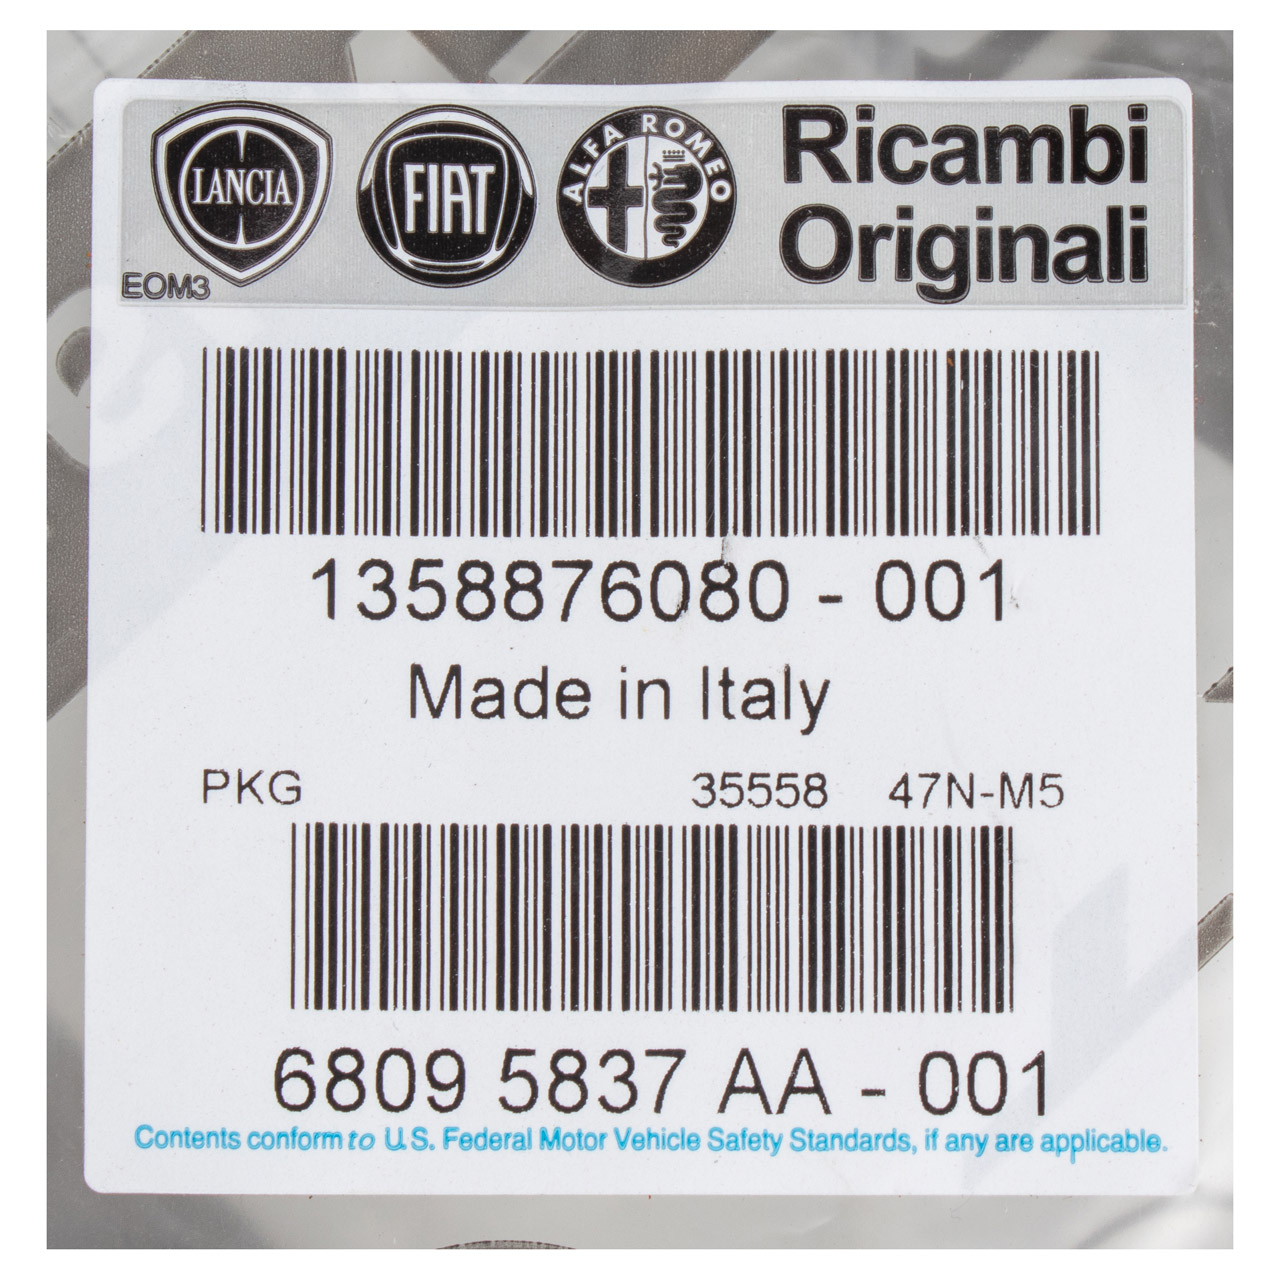 LANCIA
FIAT
ALFA ROMEO
Ricambi
Originali
EOM3
1358876080 - 001
Made in Italy
PKG 35558 47N-M5
6809 5837 AA - 001
Contents conform to U.S. Federal Motor Vehicle Safety Standards, if any are applicable.